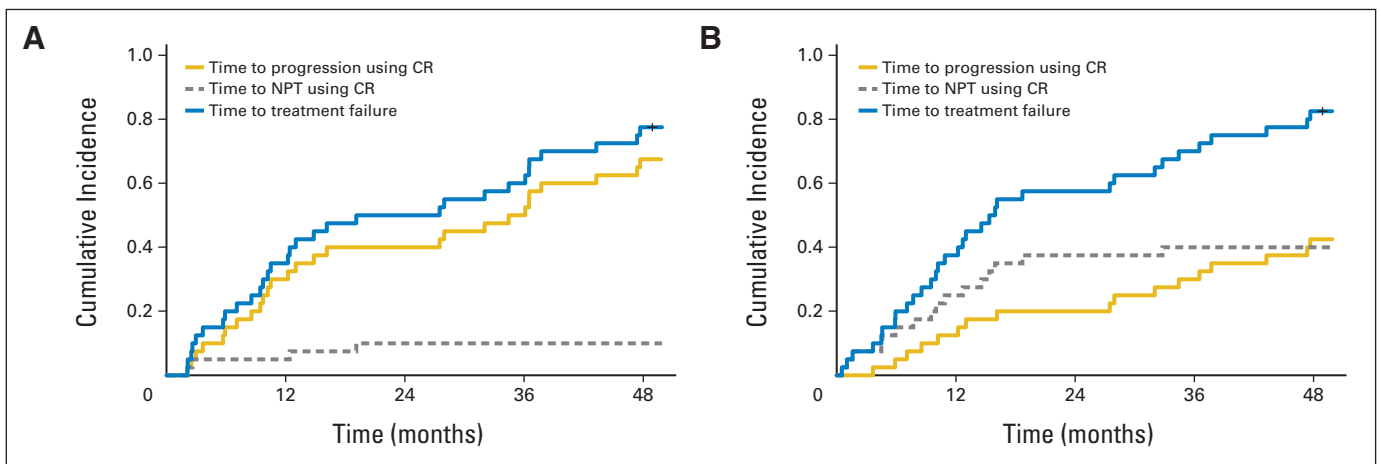 A
1.0
0.8
0.6
0.4
0.2
0
12
24
36
48
Cumulative Incidence
Time (months)
Time to progression using CR
Time to NPT using CR
Time to treatment failure
B
1.0
0.8
0.6
0.4
0.2
0
12
24
36
48
Cumulative Incidence
Time (months)
Time to progression using CR
Time to NPT using CR
Time to treatment failure